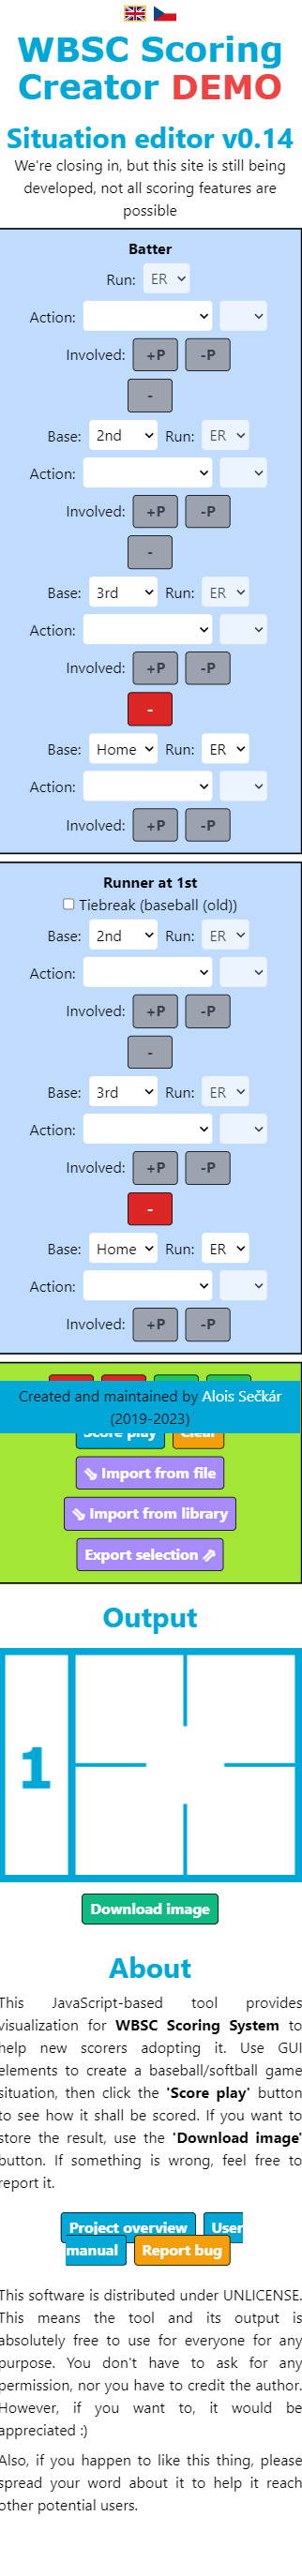 WBSC Scoring
Creator DEMO
Situation editor v0.14
We're closing in, but this site is still being
developed, not all scoring features are
possible
Batter
Run: ER
Action:
Involved: +P -P
-
Base: 2nd Run: ER
Action:
Involved: +P -P
-
Base: 3rd Run: ER
Action:
Involved: +P -P
-
Base: Home Run: ER
Action:
Involved: +P -P
Runner at 1st
Tiebreak (baseball (old))
Base: 2nd Run: ER
Action:
Involved: +P -P
-
Base: 3rd Run: ER
Action:
Involved: +P -P
-
Base: Home Run: ER
Action:
Involved: +P -P
Created and maintained by Alois Sečkár
(2019-2023)
Score play Clear
⇘ Import from file
⇘ Import from library
Export selection ⇗
Output
1
Download image
About
This JavaScript-based tool provides
visualization for WBSC Scoring System to
help new scorers adopting it. Use GUI
elements to create a baseball/softball game
situation, then click the 'Score play' button
to see how it shall be scored. If you want to
store the result, use the 'Download image'
button. If something is wrong, feel free to
report it.
Project overview User
manual Report bug
This software is distributed under UNLICENSE.
This means the tool and its output is
absolutely free to use for everyone for any
purpose. You don't have to ask for any
permission, nor you have to credit the author.
However, if you want to, it would be
appreciated :)
Also, if you happen to like this thing, please
spread your word about it to help it reach
other potential users.